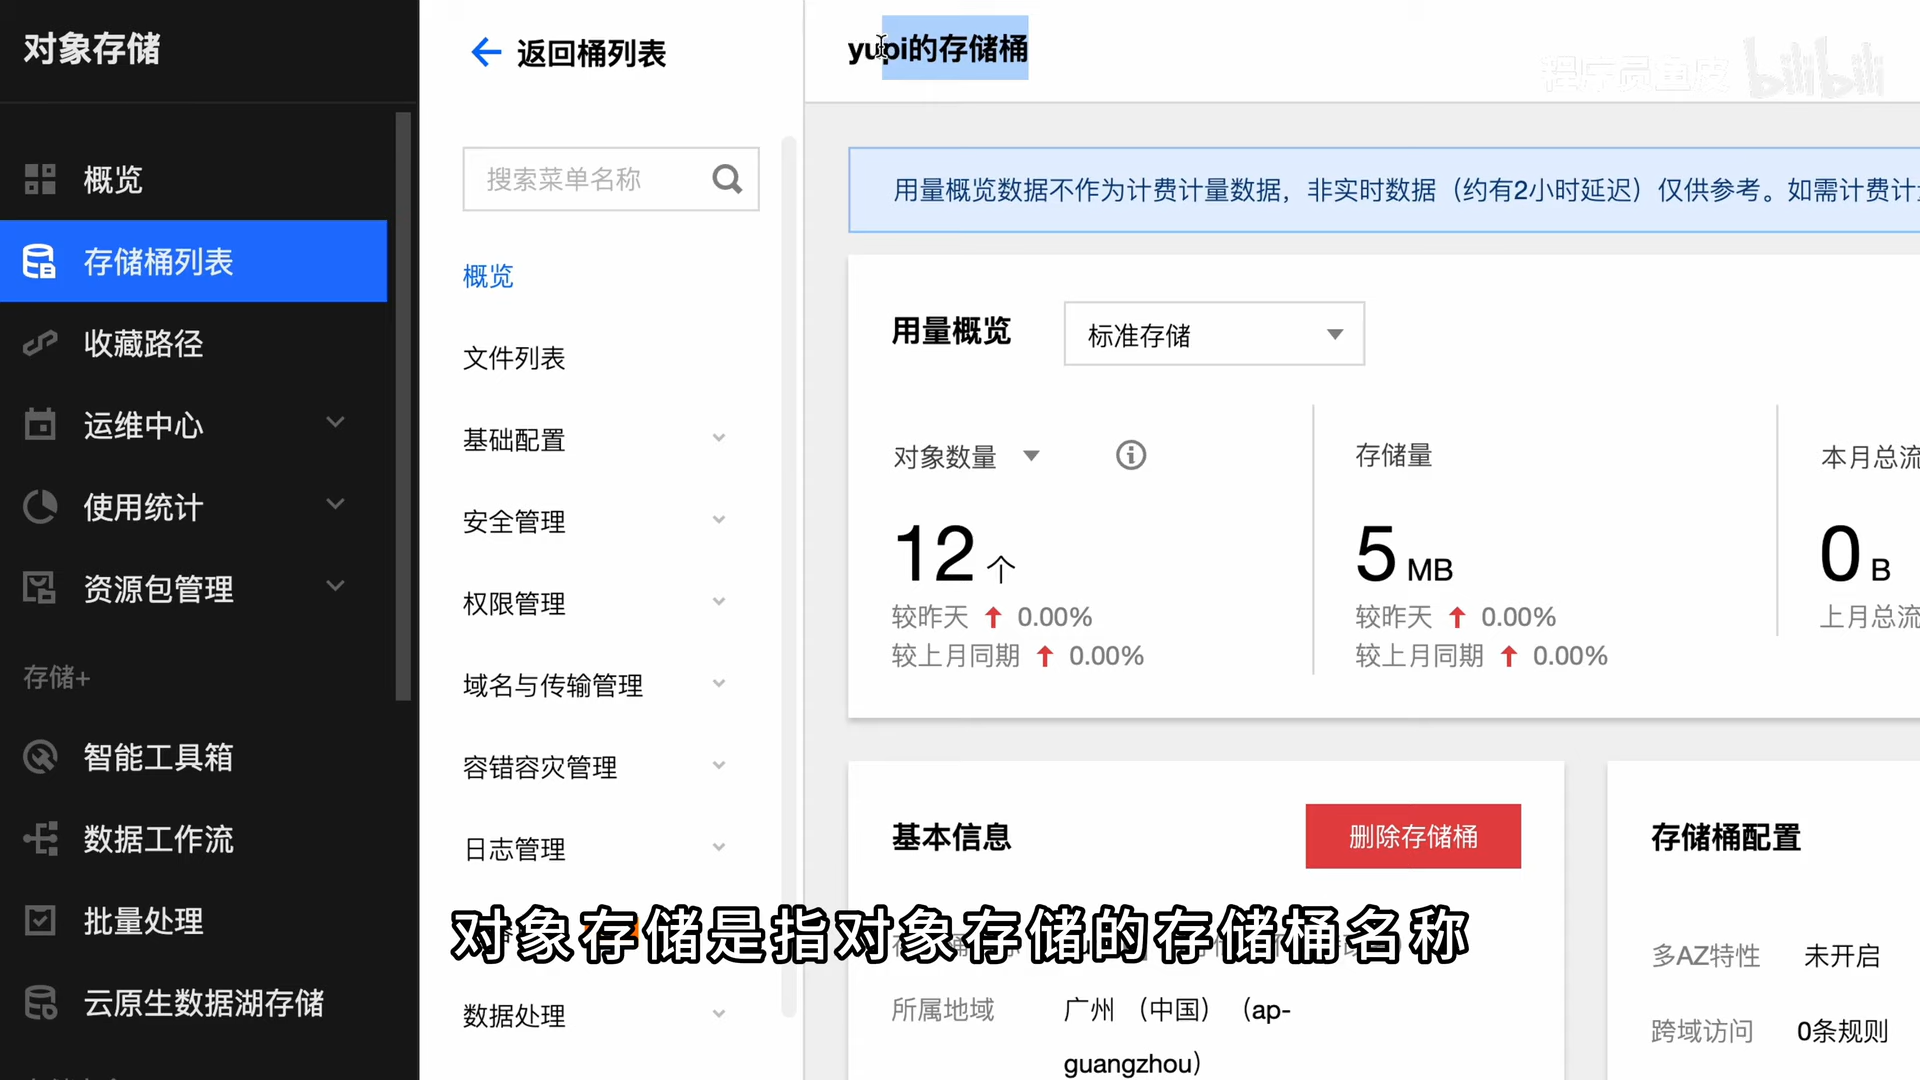 对象存储
概览
存储桶列表
收藏路径
运维中心
使用统计
资源包管理
存储+
智能工具箱
数据工作流
批量处理
云原生数据湖存储
返回桶列表
搜索菜单名称
概览
文件列表
基础配置
安全管理
权限管理
域名与传输管理
容错容灾管理
日志管理
数据处理
yupi的存储桶
程序员鱼皮 bilibili
用量概览数据不作为计费计量数据，非实时数据（约有2小时延迟）仅供参考。如需计费计
用量概览
标准存储
对象数量
12 个
较昨天 0.00%
较上月同期 0.00%
存储量
5 MB
较昨天 0.00%
较上月同期 0.00%
本月总流
0 B
上月总流
基本信息
删除存储桶
所属地域
广州 （中国）（ap-
guangzhou）
存储桶配置
多AZ特性 未开启
跨域访问 0条规则
对象存储是指对象存储的存储桶名称